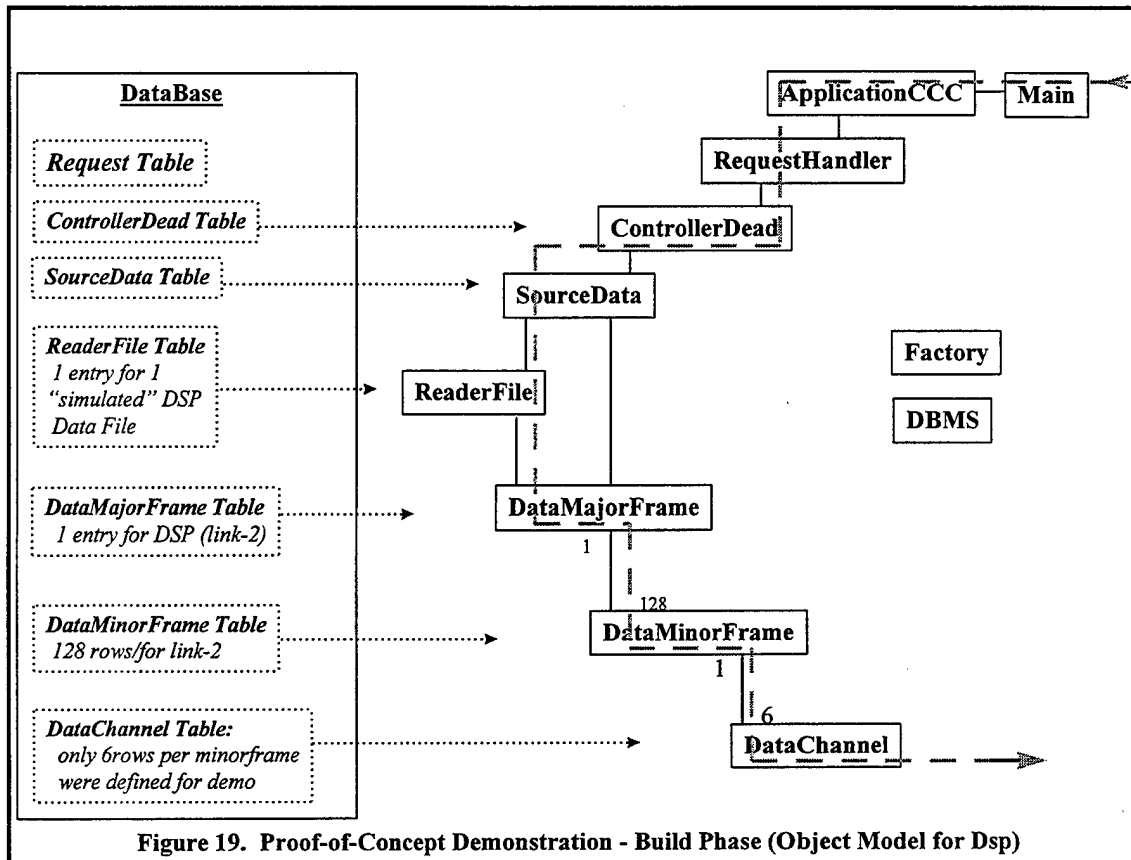 DataBase
Request Table
ControllerDead Table
SourceData Table
ReaderFile Table
1 entry for 1
“simulated” DSP
Data File
DataMajorFrame Table
1 entry for DSP (link-2)
DataMinorFrame Table
128 rows/for link-2
DataChannel Table:
only 6rows per minorframe
were defined for demo
ApplicationCCC
Main
RequestHandler
ControllerDead
SourceData
ReaderFile
Factory
DBMS
DataMajorFrame
1
128
DataMinorFrame
1
6
DataChannel
Figure 19. Proof-of-Concept Demonstration - Build Phase (Object Model for Dsp)